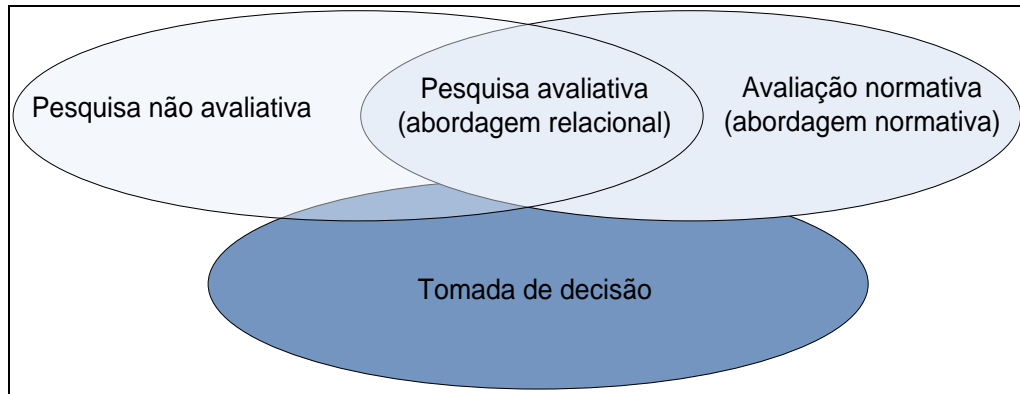 Pesquisa não avaliativa
Pesquisa avaliativa
(abordagem relacional)
Avaliação normativa
(abordagem normativa)
Tomada de decisão